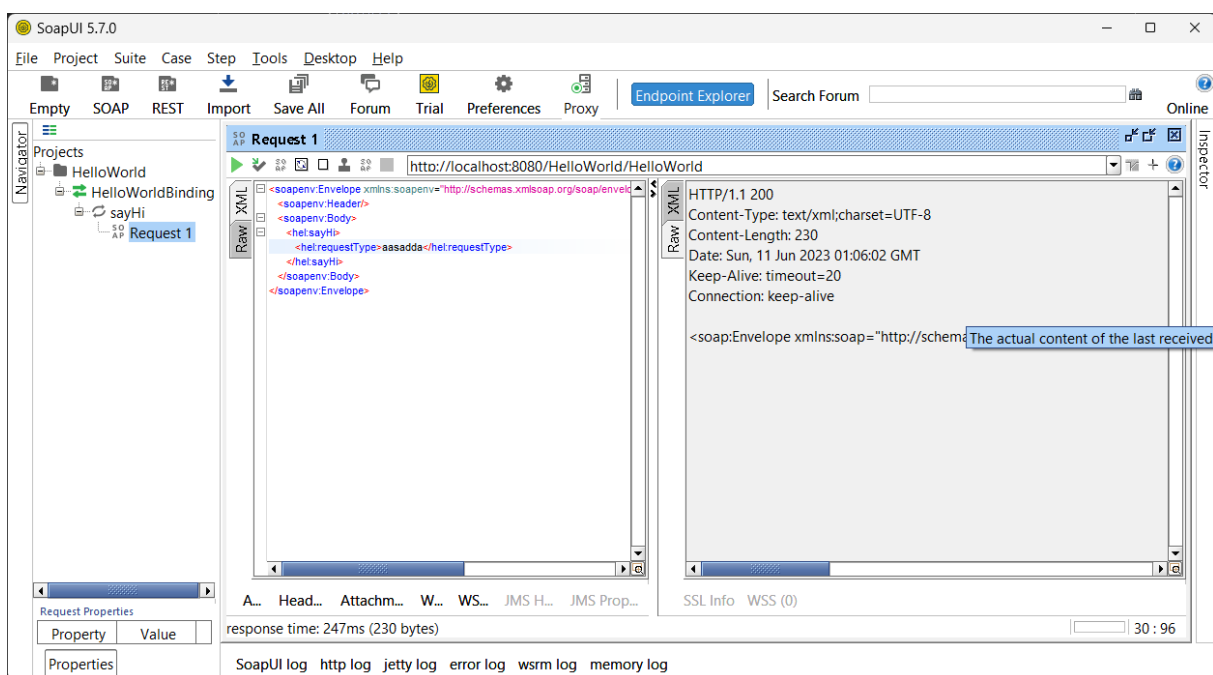 SoapUI 5.7.0
File Project Suite Case Step Tools Desktop Help
Empty SOAP REST Import Save All Forum Trial Preferences Proxy Endpoint Explorer Search Forum Online
Navigator
Projects
HelloWorld
HelloWorldBinding
sayHi
SOAP Request 1
SOAP Request 1
http://localhost:8080/HelloWorld/HelloWorld
XML
Raw
<soapenv:Envelope xmlns:soapenv="http://schemas.xmlsoap.org/soap/envelo
<soapenv:Header/>
<soapenv:Body>
<hel:sayHi>
<hel:requestType>aasadda</hel:requestType>
</hel:sayHi>
</soapenv:Body>
</soapenv:Envelope>
XML
Raw
HTTP/1.1 200
Content-Type: text/xml;charset=UTF-8
Content-Length: 230
Date: Sun, 11 Jun 2023 01:06:02 GMT
Keep-Alive: timeout=20
Connection: keep-alive
<soap:Envelope xmlns:soap="http://schema
The actual content of the last received
Inspector
A... Head... Attachm... W... WS... JMS H... JMS Prop...
SSL Info WSS (0)
response time: 247ms (230 bytes)
30 : 96
Request Properties
Property Value
Properties
SoapUI log http log jetty log error log wsrm log memory log